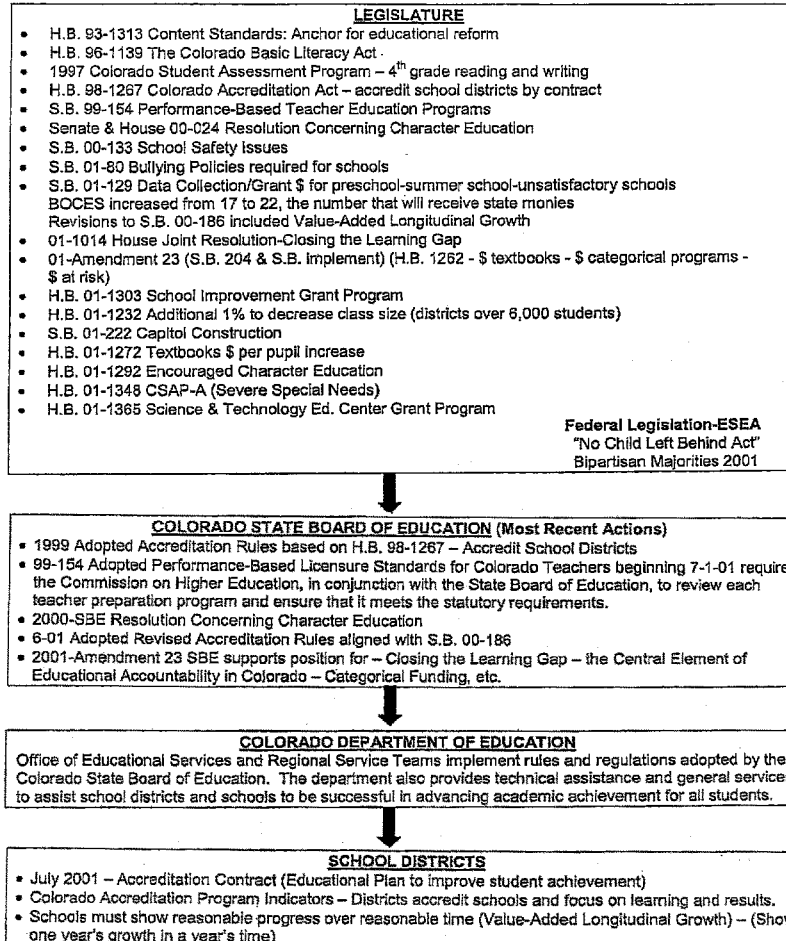 LEGISLATURE
• H.B. 93-1313 Content Standards: Anchor for educational reform
• H.B. 96-1139 The Colorado Basic Literacy Act
• 1997 Colorado Student Assessment Program – 4th grade reading and writing
• H.B. 98-1267 Colorado Accreditation Act – accredit school districts by contract
• S.B. 99-154 Performance-Based Teacher Education Programs
• Senate & House 00-024 Resolution Concerning Character Education
• S.B. 00-133 School Safety Issues
• S.B. 01-80 Bullying Policies required for schools
• S.B. 01-129 Data Collection/Grant $ for preschool-summer school-unsatisfactory schools
BOCES increased from 17 to 22, the number that will receive state monies
Revisions to S.B. 00-186 included Value-Added Longitudinal Growth
• 01-1014 House Joint Resolution-Closing the Learning Gap
• 01-Amendment 23 (S.B. 204 & S.B. implement) (H.B. 1262 - $ textbooks - $ categorical programs -
$ at risk)
• H.B. 01-1303 School Improvement Grant Program
• H.B. 01-1232 Additional 1% to decrease class size (districts over 6,000 students)
• S.B. 01-222 Capitol Construction
• H.B. 01-1272 Textbooks $ per pupil increase
• H.B. 01-1292 Encouraged Character Education
• H.B. 01-1348 CSAP-A (Severe Special Needs)
• H.B. 01-1365 Science & Technology Ed. Center Grant Program
Federal Legislation-ESEA
"No Child Left Behind Act"
Bipartisan Majorities 2001
COLORADO STATE BOARD OF EDUCATION (Most Recent Actions)
• 1999 Adopted Accreditation Rules based on H.B. 98-1267 – Accredit School Districts
• 99-154 Adopted Performance-Based Licensure Standards for Colorado Teachers beginning 7-1-01 require
the Commission on Higher Education, in conjunction with the State Board of Education, to review each
teacher preparation program and ensure that it meets the statutory requirements.
• 2000-SBE Resolution Concerning Character Education
• 6-01 Adopted Revised Accreditation Rules aligned with S.B. 00-186
• 2001-Amendment 23 SBE supports position for – Closing the Learning Gap – the Central Element of
Educational Accountability in Colorado – Categorical Funding, etc.
COLORADO DEPARTMENT OF EDUCATION
Office of Educational Services and Regional Service Teams implement rules and regulations adopted by the
Colorado State Board of Education. The department also provides technical assistance and general service
to assist school districts and schools to be successful in advancing academic achievement for all students.
SCHOOL DISTRICTS
• July 2001 – Accreditation Contract (Educational Plan to improve student achievement)
• Colorado Accreditation Program Indicators – Districts accredit schools and focus on learning and results.
• Schools must show reasonable progress over reasonable time (Value-Added Longitudinal Growth) – (Show
one year's growth in a year's time)